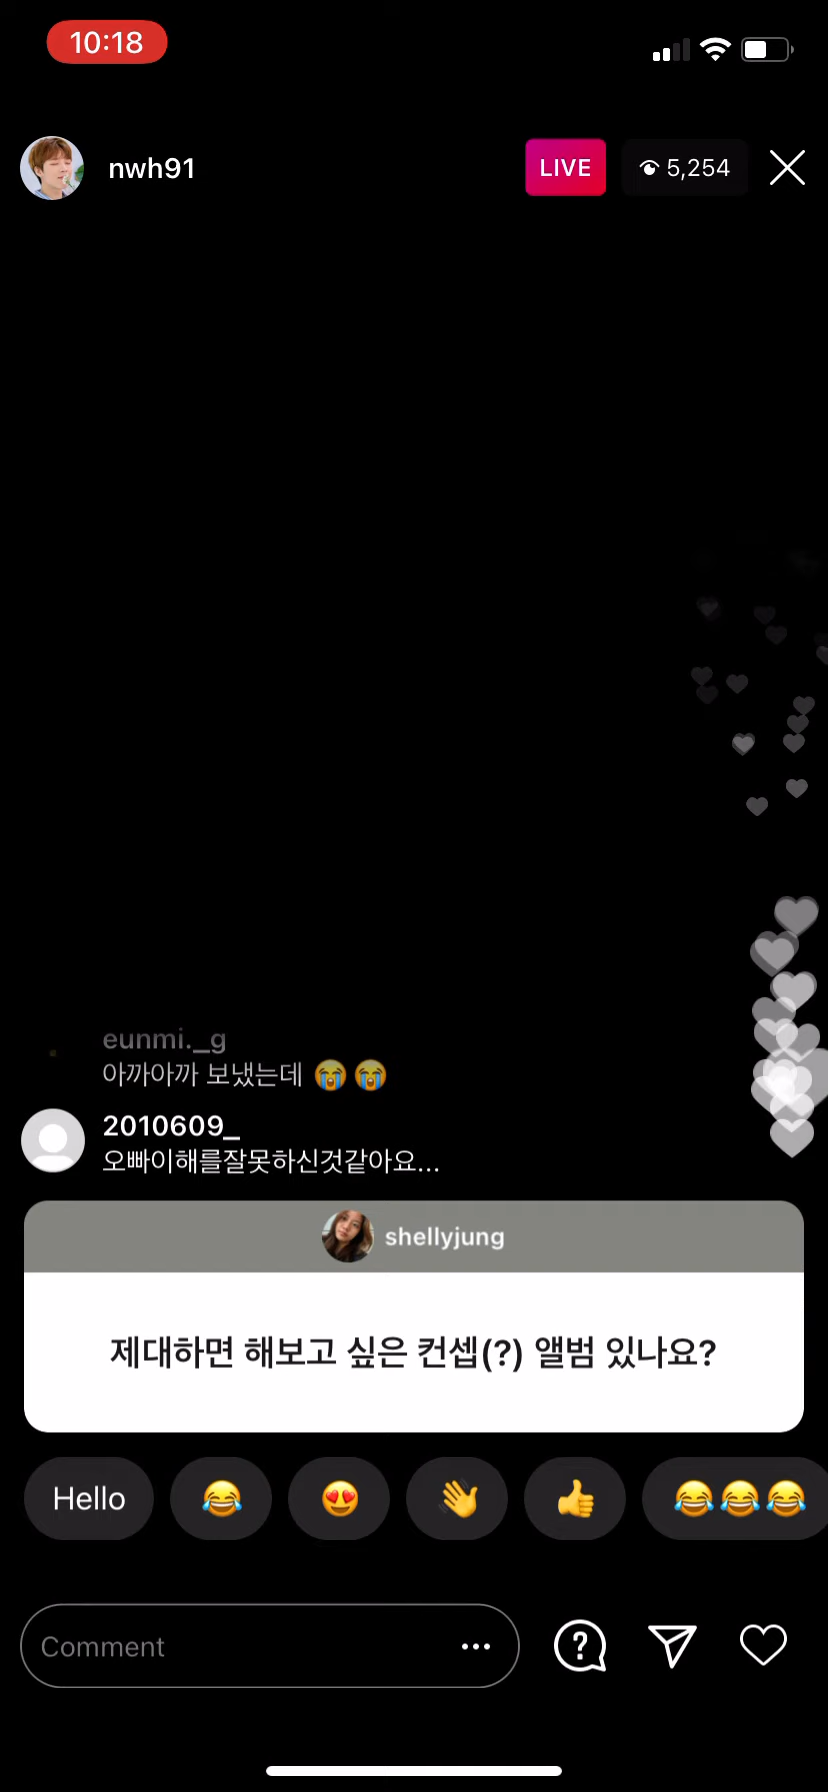 10:18
nwh91
LIVE
5,254
eunmi._g
아까아까 보냈는데 😭😭
2010609_
오빠이해를잘못하신것같아요...
shellyjung
제대하면 해보고 싶은 컨셉(?) 앨범 있나요?
Hello
Comment